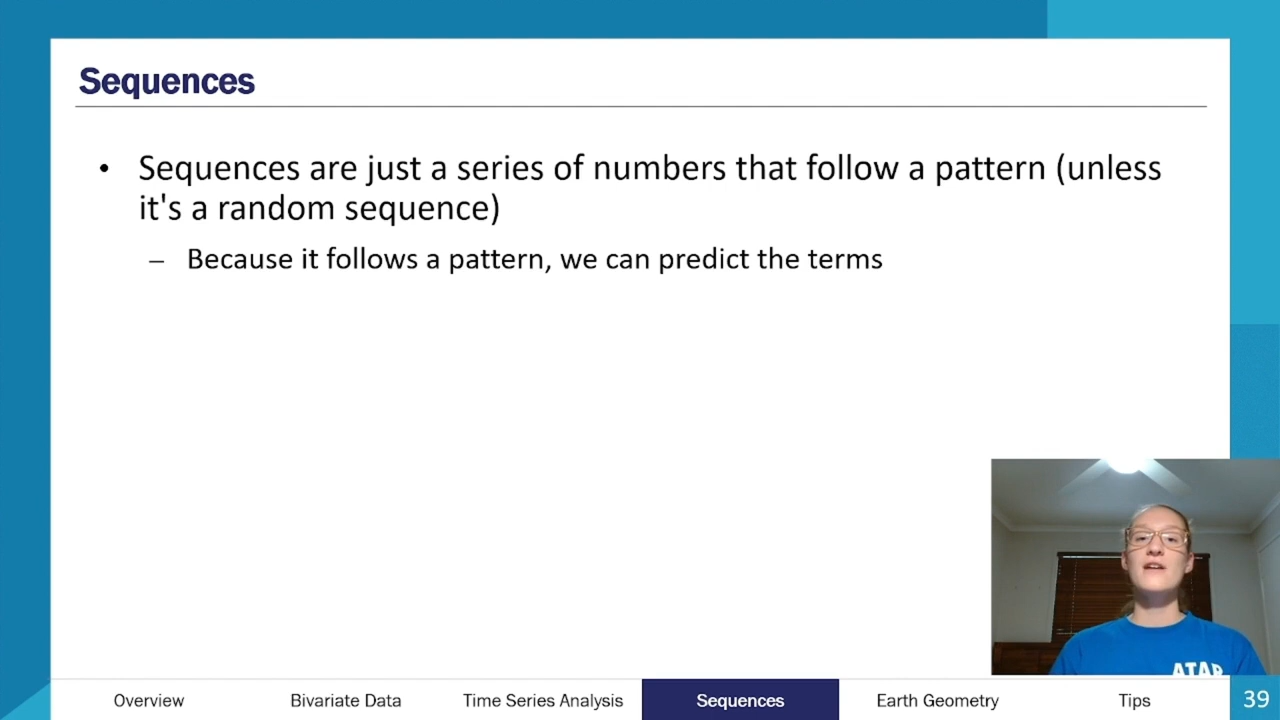 Sequences
• Sequences are just a series of numbers that follow a pattern (unless
it's a random sequence)
– Because it follows a pattern, we can predict the terms
ATAR
Overview
Bivariate Data
Time Series Analysis
Sequences
Earth Geometry
Tips
39